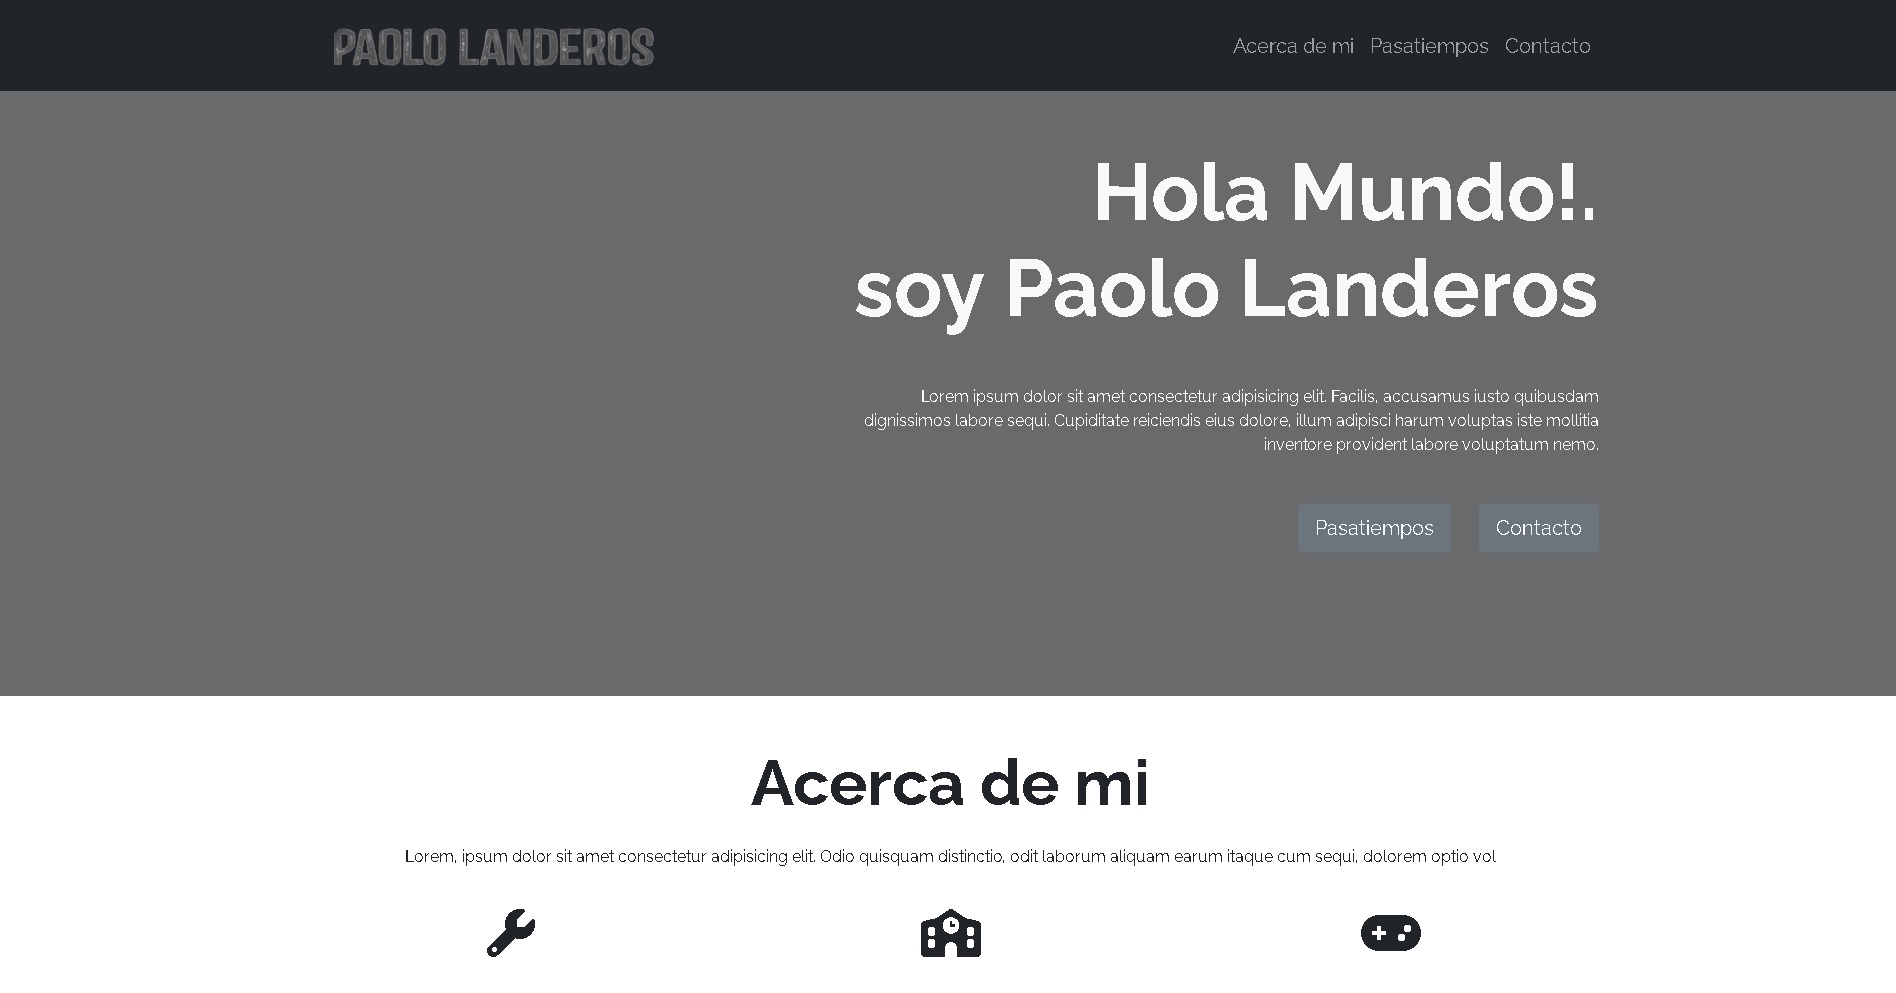 PAOLO LANDEROS
Acerca de mi Pasatiempos Contacto
Hola Mundo!.
soy Paolo Landeros
Lorem ipsum dolor sit amet consectetur adipisicing elit. Facilis, accusamus iusto quibusdam
dignissimos labore sequi. Cupiditate reiciendis eius dolore, illum adipisci harum voluptas iste mollitia
inventore provident labore voluptatum nemo.
Pasatiempos Contacto
Acerca de mi
Lorem, ipsum dolor sit amet consectetur adipisicing elit. Odio quisquam distinctio, odit laborum aliquam earum itaque cum sequi, dolorem optio vol